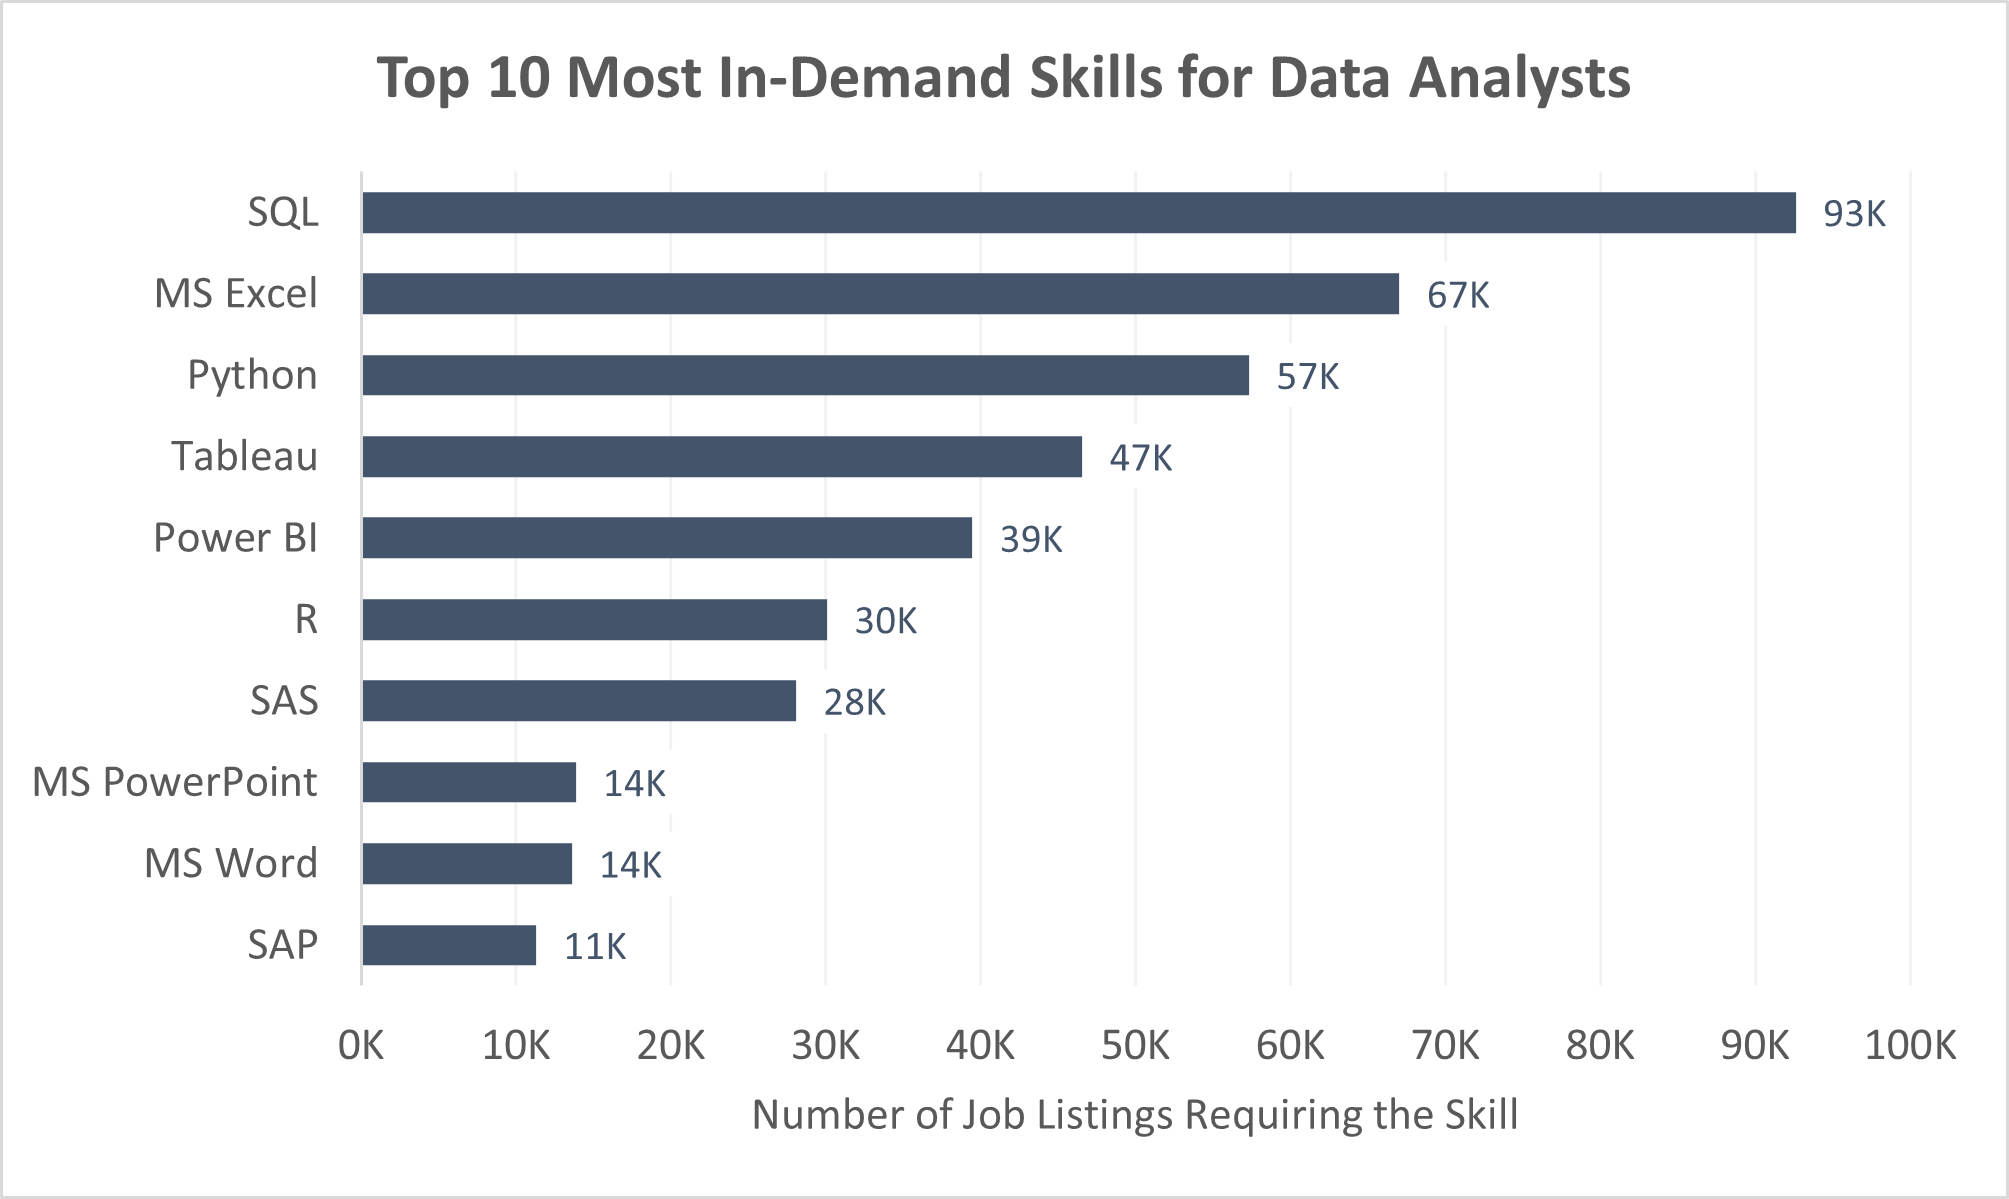 Top 10 Most In-Demand Skills for Data Analysts
SQL 93K
MS Excel 67K
Python 57K
Tableau 47K
Power BI 39K
R 30K
SAS 28K
MS PowerPoint 14K
MS Word 14K
SAP 11K
0K 10K 20K 30K 40K 50K 60K 70K 80K 90K 100K
Number of Job Listings Requiring the Skill